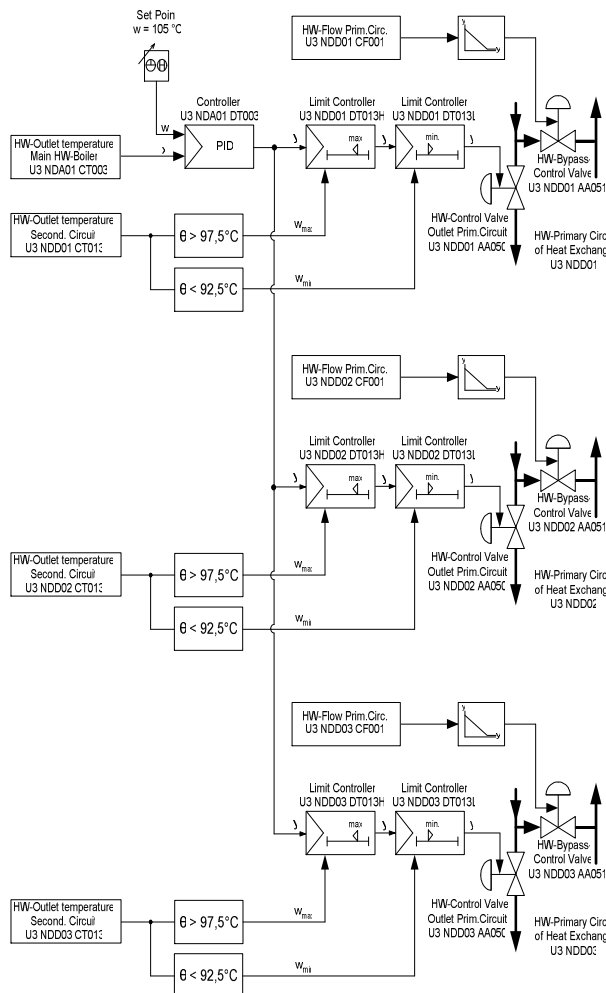 Set Poin
w = 105 °C
HW-Flow Prim.Circ.
U3 NDD01 CF001
Controller
U3 NDA01 DT003
Limit Controller
U3 NDD01 DT013H
Limit Controller
U3 NDD01 DT013L
w
PID
max
min.
HW-Outlet temperature
Main HW-Boiler
U3 NDA01 CT003
HW-Bypass
Control Valve
U3 NDD01 AA051
HW-Outlet temperature
Second. Circuit
U3 NDD01 CT013
θ > 97,5°C
wmax
HW-Control Valve
Outlet Prim.Circuit
U3 NDD01 AA050
HW-Primary Circ
of Heat Exchang
U3 NDD01
θ < 92,5°C
wmi
HW-Flow Prim.Circ.
U3 NDD02 CF001
Limit Controller
U3 NDD02 DT013H
Limit Controller
U3 NDD02 DT013L
max
min.
HW-Bypass
Control Valve
U3 NDD02 AA051
HW-Outlet temperature
Second. Circuit
U3 NDD02 CT013
θ > 97,5°C
wmax
HW-Control Valve
Outlet Prim.Circuit
U3 NDD02 AA050
HW-Primary Circ
of Heat Exchang
U3 NDD02
θ < 92,5°C
wmi
HW-Flow Prim.Circ.
U3 NDD03 CF001
Limit Controller
U3 NDD03 DT013H
Limit Controller
U3 NDD03 DT013L
max
min.
HW-Bypass
Control Valve
U3 NDD03 AA051
HW-Outlet temperature
Second. Circuit
U3 NDD03 CT013
θ > 97,5°C
wmax
HW-Control Valve
Outlet Prim.Circuit
U3 NDD03 AA050
HW-Primary Circ
of Heat Exchang
U3 NDD03
θ < 92,5°C
wmi